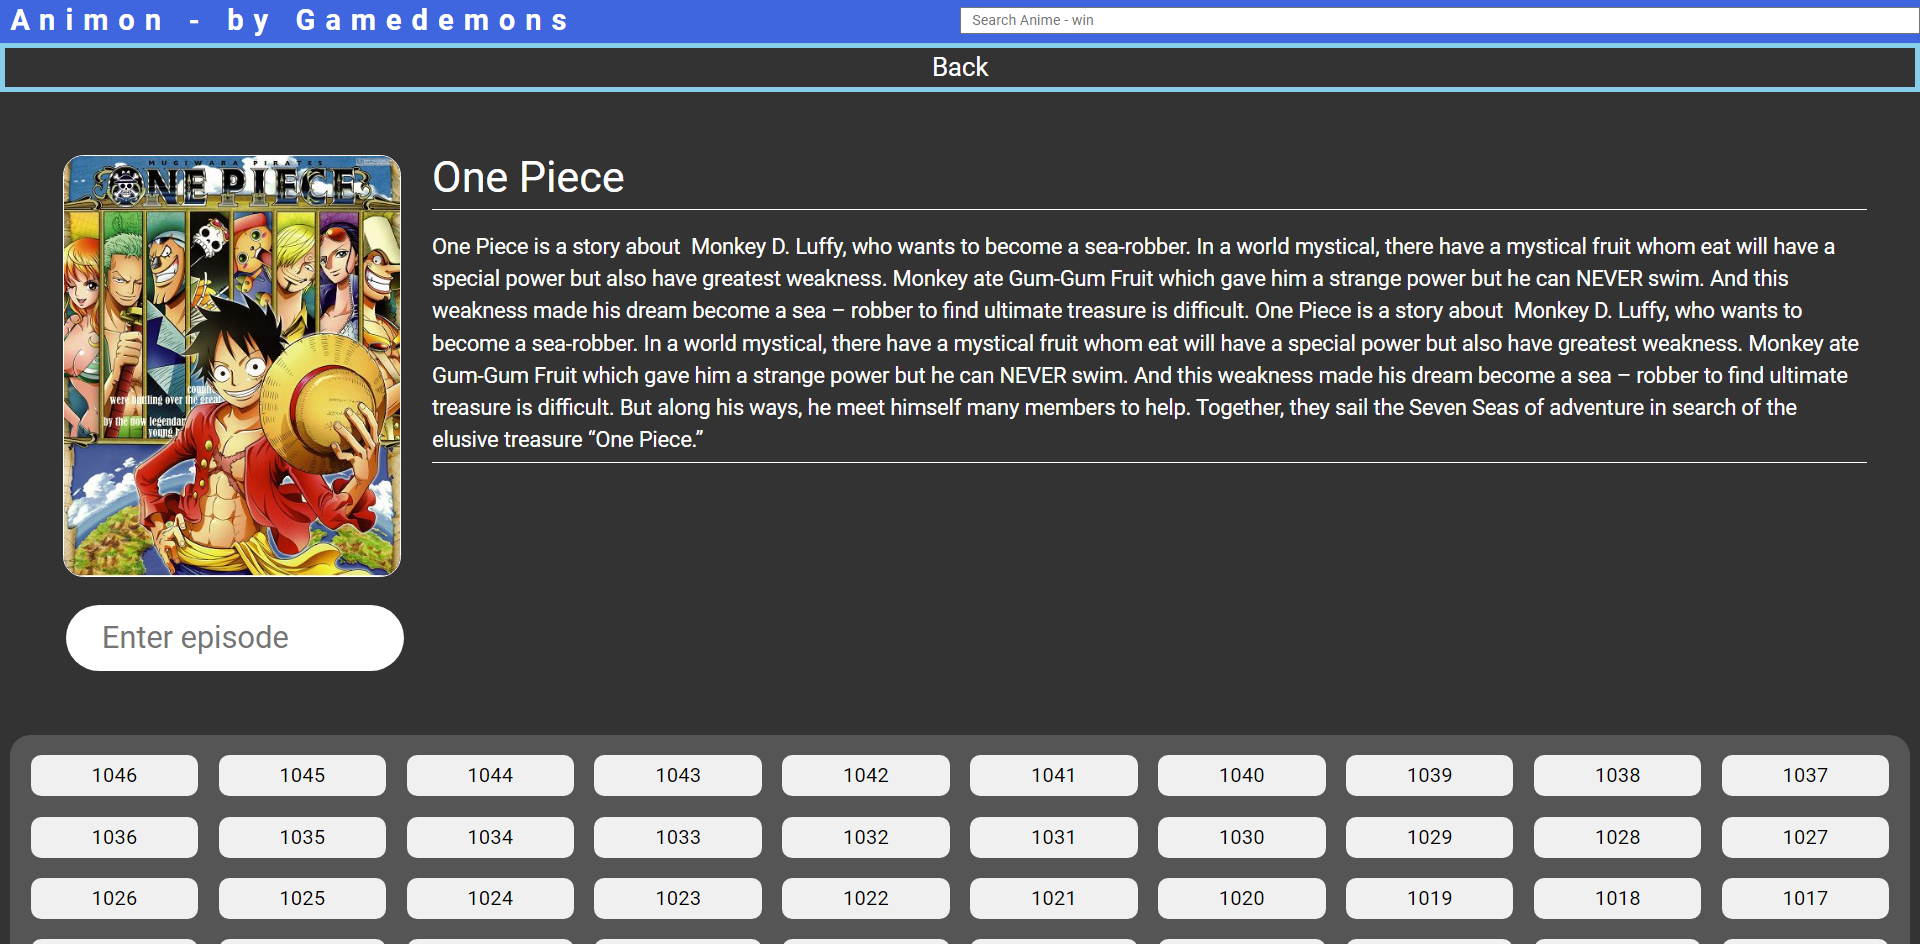 Animon - by Gamedemons
Search Anime - win
Back
MUGIWARA PIRATES
ONE PIECE
were battling over the great
by the now legendar
young
Enter episode
One Piece
One Piece is a story about  Monkey D. Luffy, who wants to become a sea-robber. In a world mystical, there have a mystical fruit whom eat will have a
special power but also have greatest weakness. Monkey ate Gum-Gum Fruit which gave him a strange power but he can NEVER swim. And this
weakness made his dream become a sea – robber to find ultimate treasure is difficult. One Piece is a story about  Monkey D. Luffy, who wants to
become a sea-robber. In a world mystical, there have a mystical fruit whom eat will have a special power but also have greatest weakness. Monkey ate
Gum-Gum Fruit which gave him a strange power but he can NEVER swim. And this weakness made his dream become a sea – robber to find ultimate
treasure is difficult. But along his ways, he meet himself many members to help. Together, they sail the Seven Seas of adventure in search of the
elusive treasure “One Piece.”
1046 1045 1044 1043 1042 1041 1040 1039 1038 1037
1036 1035 1034 1033 1032 1031 1030 1029 1028 1027
1026 1025 1024 1023 1022 1021 1020 1019 1018 1017